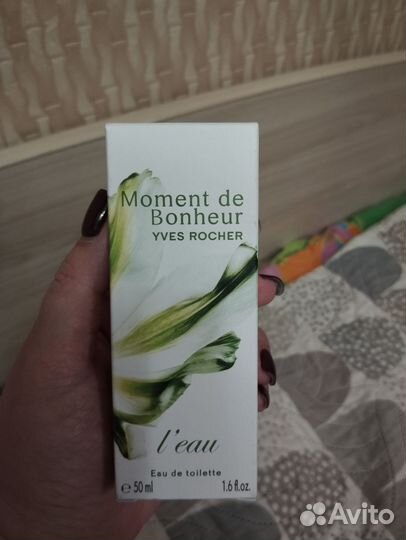 Moment de
Bonheur
YVES ROCHER
l'eau
Eau de toilette
℮ 50 ml 1.6 fl.oz.
Avito